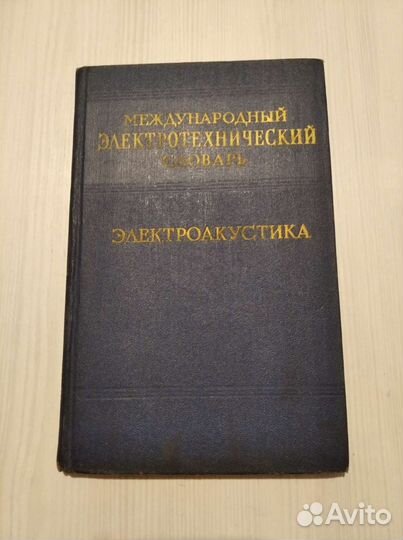 МЕЖДУНАРОДНЫЙ
ЭЛЕКТРОТЕХНИЧЕСКИЙ
СЛОВАРЬ
ЭЛЕКТРОАКУСТИКА
Avito